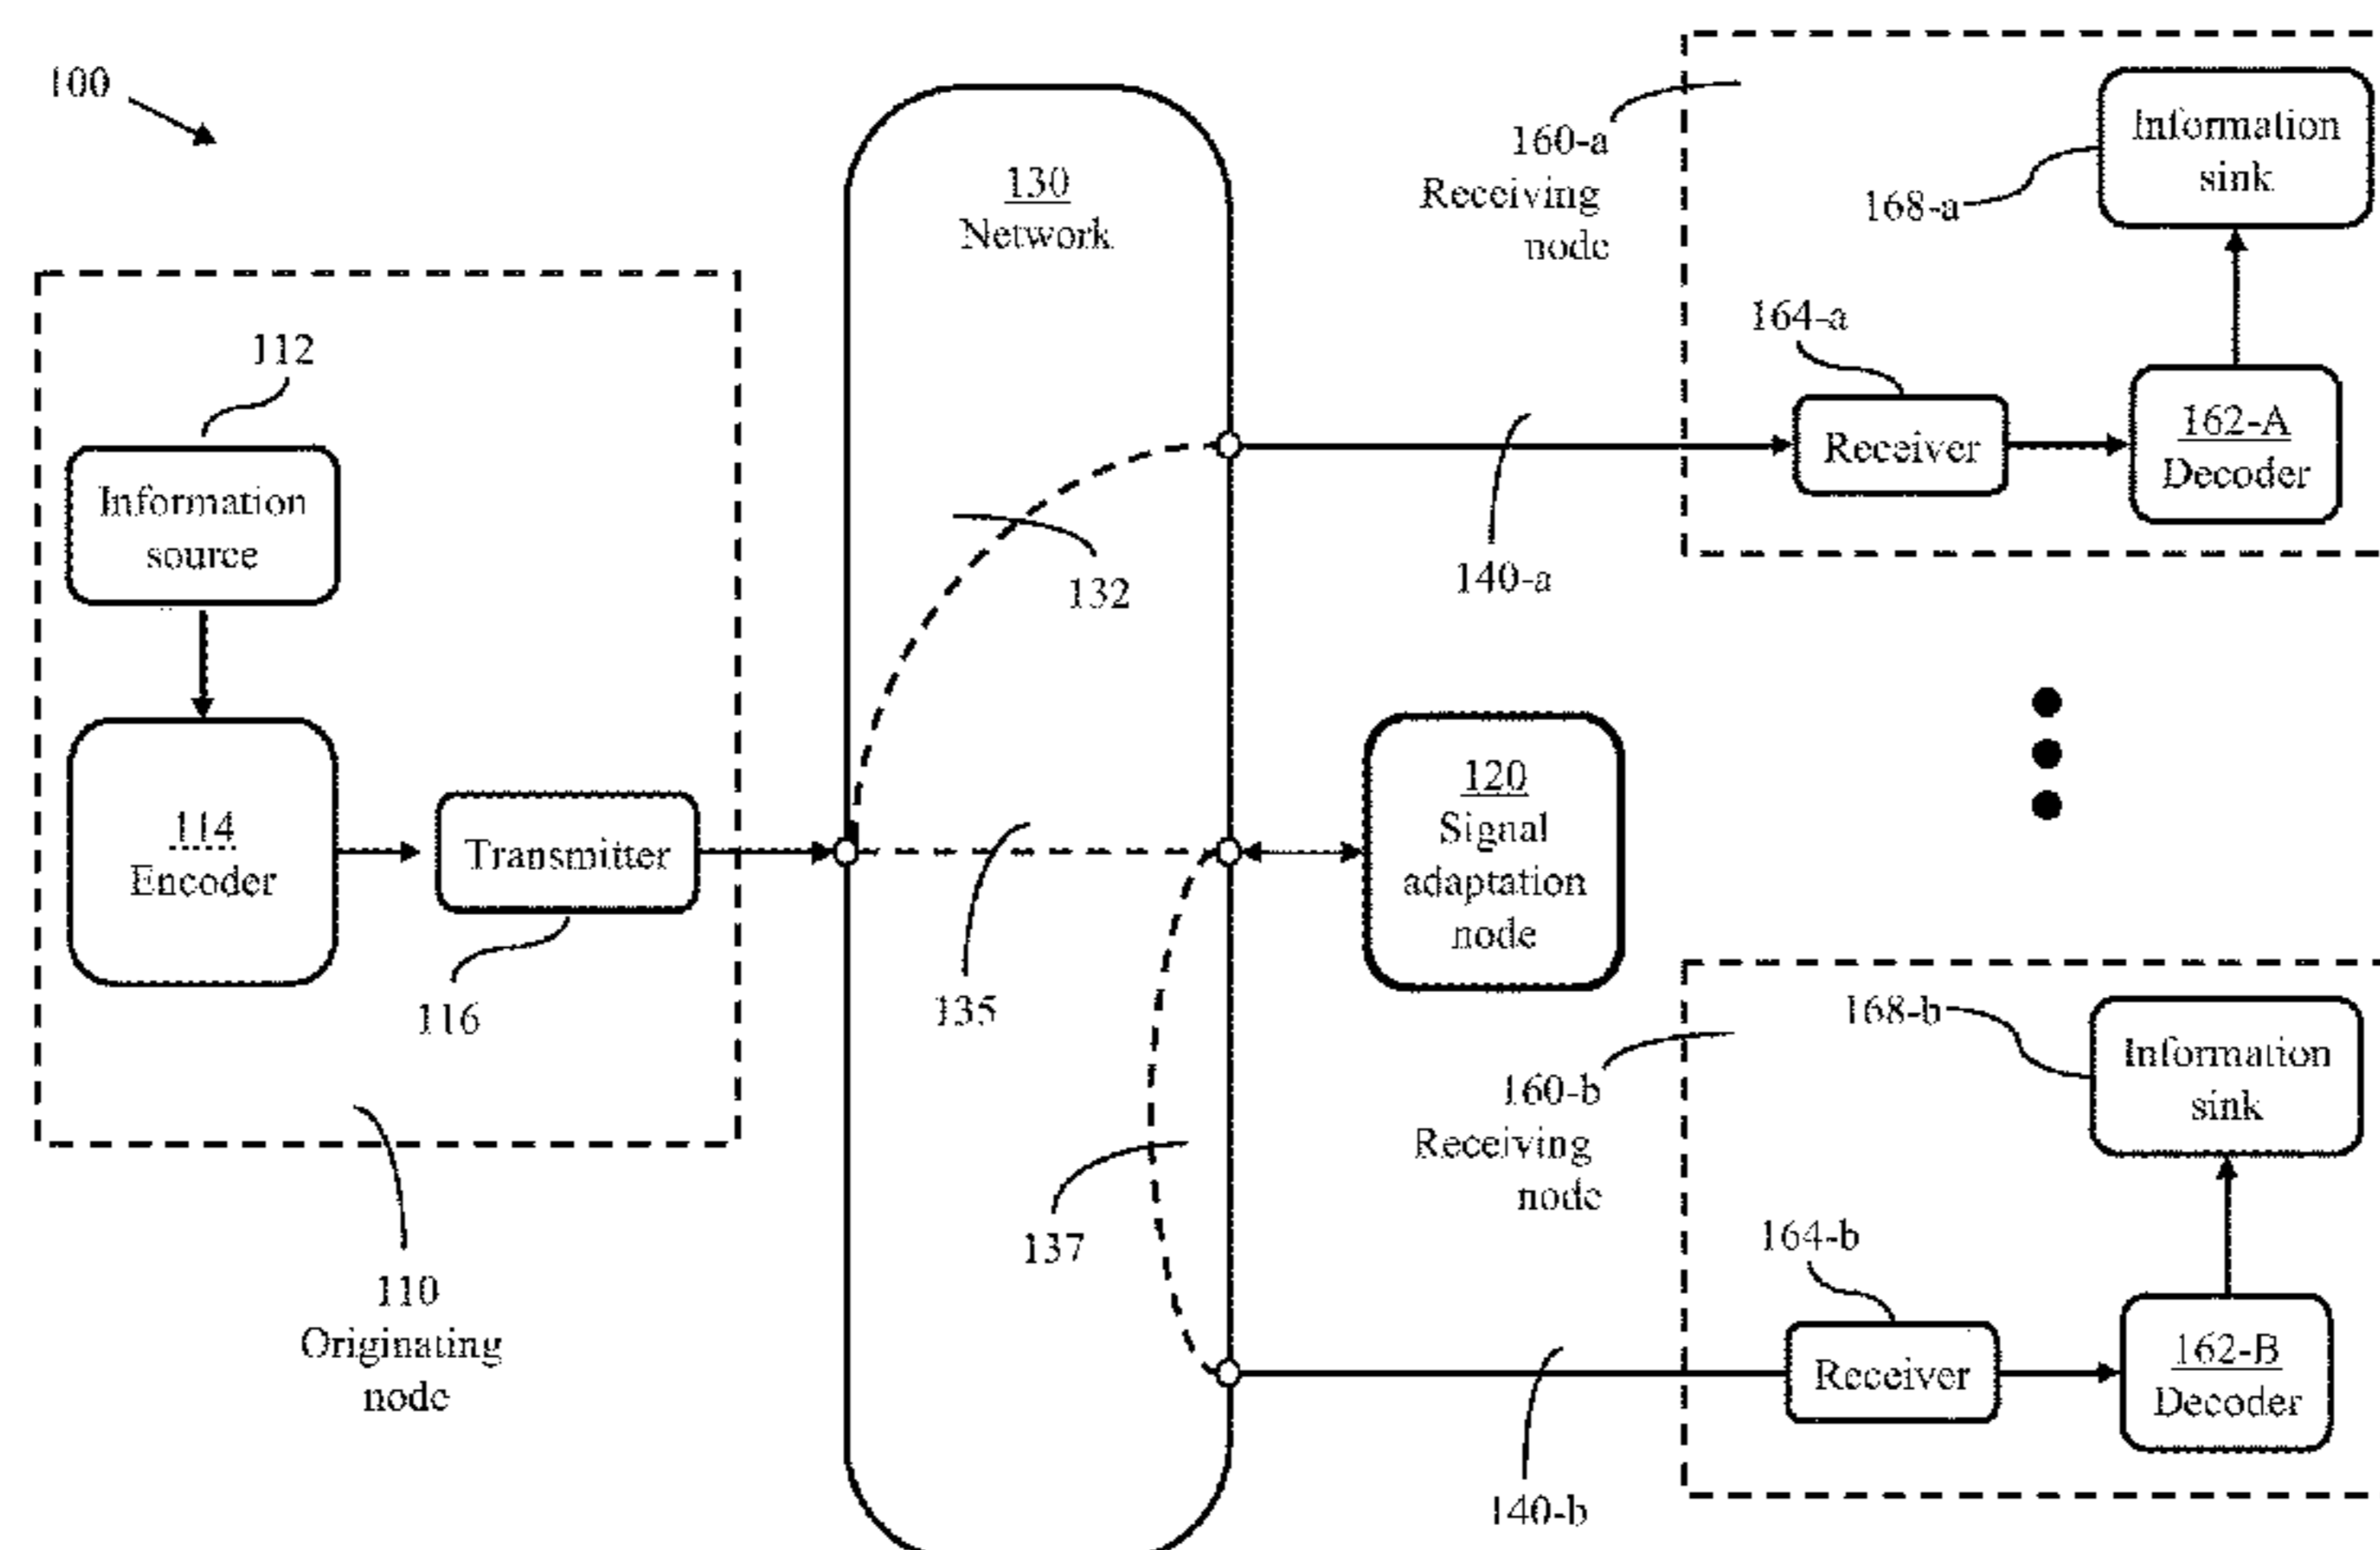 100
112
Information
source
114
Encoder
Transmitter
116
110
Originating
node
130
Network
132
135
137
160-a
Receiving
node
168-a
Information
sink
164-a
Receiver
162-A
Decoder
140-a
120
Signal
adaptation
node
160-b
Receiving
node
168-b
Information
sink
164-b
Receiver
162-B
Decoder
140-b